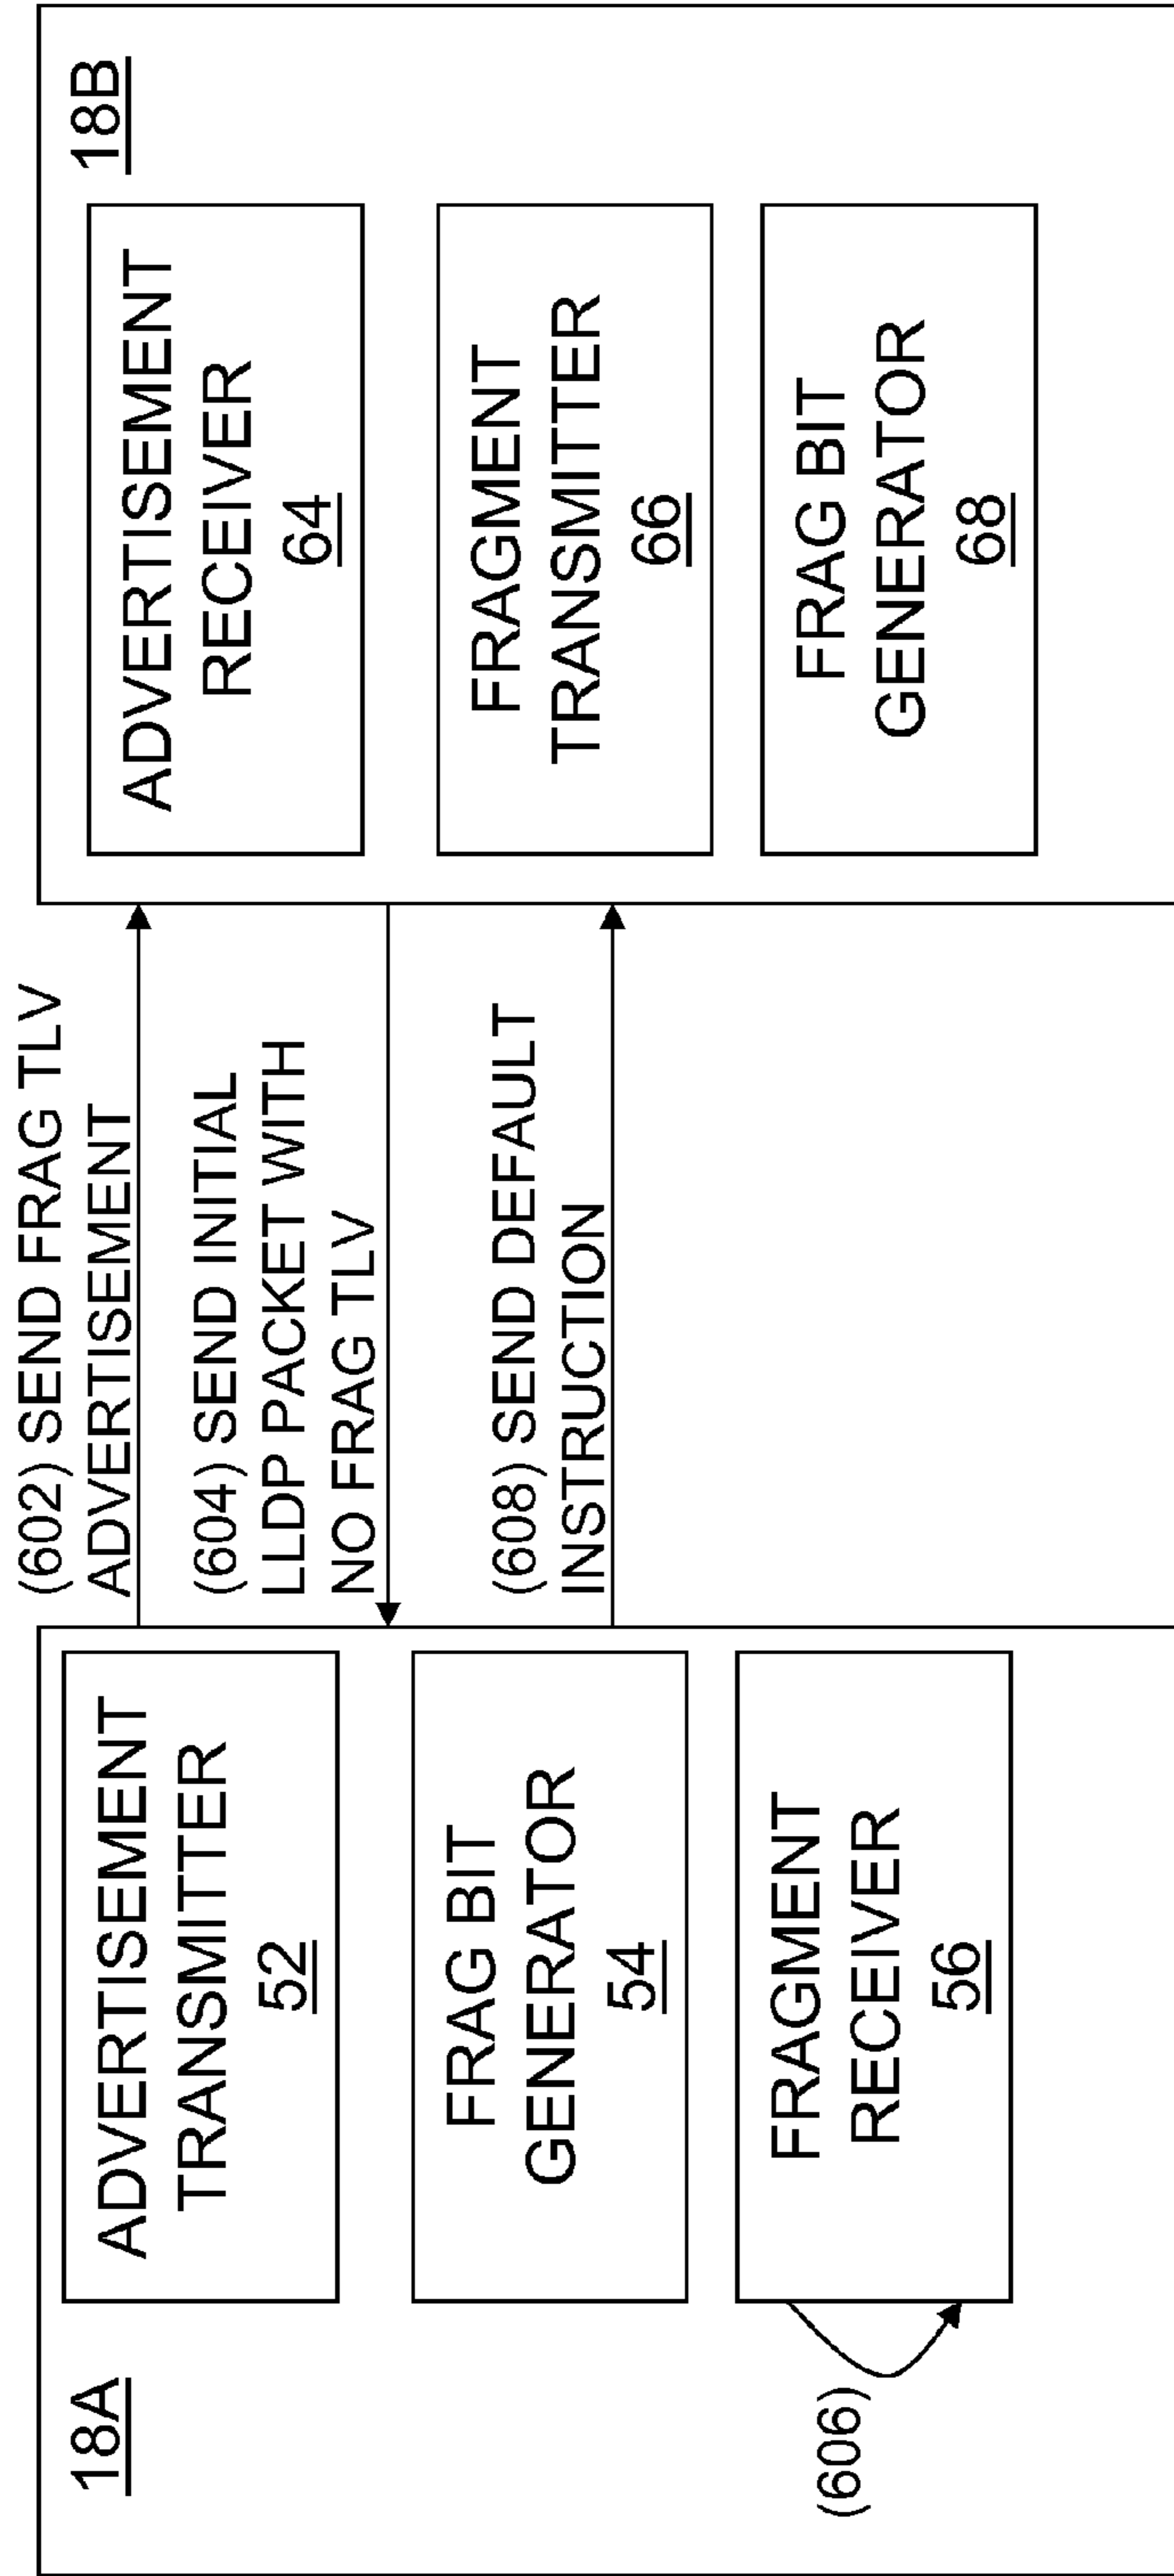 18A
ADVERTISEMENT
TRANSMITTER
52
FRAG BIT
GENERATOR
54
FRAGMENT
RECEIVER
56
(606)
(602) SEND FRAG TLV
ADVERTISEMENT
(604) SEND INITIAL
LLDP PACKET WITH
NO FRAG TLV
(608) SEND DEFAULT
INSTRUCTION
18B
ADVERTISEMENT
RECEIVER
64
FRAGMENT
TRANSMITTER
66
FRAG BIT
GENERATOR
68